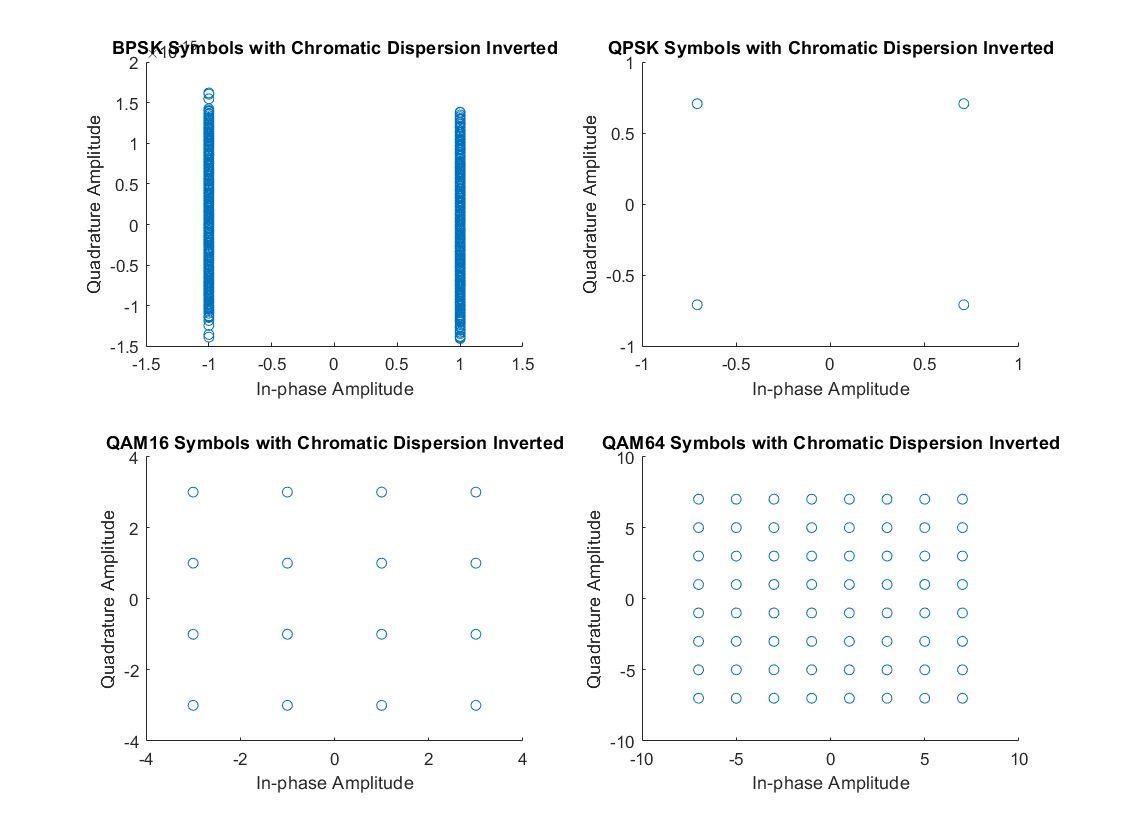 BPSK Symbols with Chromatic Dispersion Inverted
2
1.5
1
0.5
0
-0.5
-1
-1.5
Quadrature Amplitude
-1.5 -1 -0.5 0 0.5 1 1.5
In-phase Amplitude
QPSK Symbols with Chromatic Dispersion Inverted
1
0.5
0
-0.5
-1
Quadrature Amplitude
-1 -0.5 0 0.5 1
In-phase Amplitude
QAM16 Symbols with Chromatic Dispersion Inverted
4
2
0
-2
-4
Quadrature Amplitude
-4 -2 0 2 4
In-phase Amplitude
QAM64 Symbols with Chromatic Dispersion Inverted
10
5
0
-5
-10
Quadrature Amplitude
-10 -5 0 5 10
In-phase Amplitude